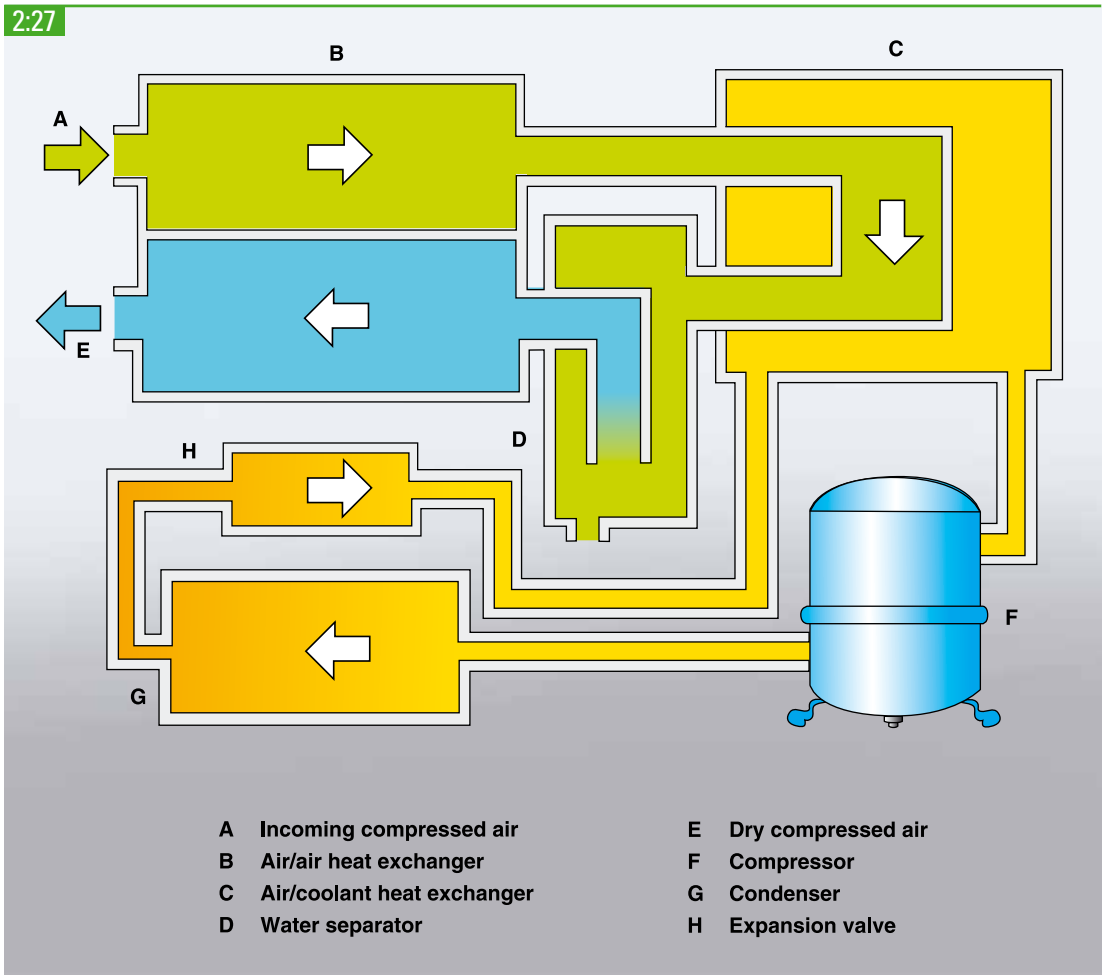 2:27
B
C
A
E
D
H
F
G
A Incoming compressed air
B Air/air heat exchanger
C Air/coolant heat exchanger
D Water separator
E Dry compressed air
F Compressor
G Condenser
H Expansion valve